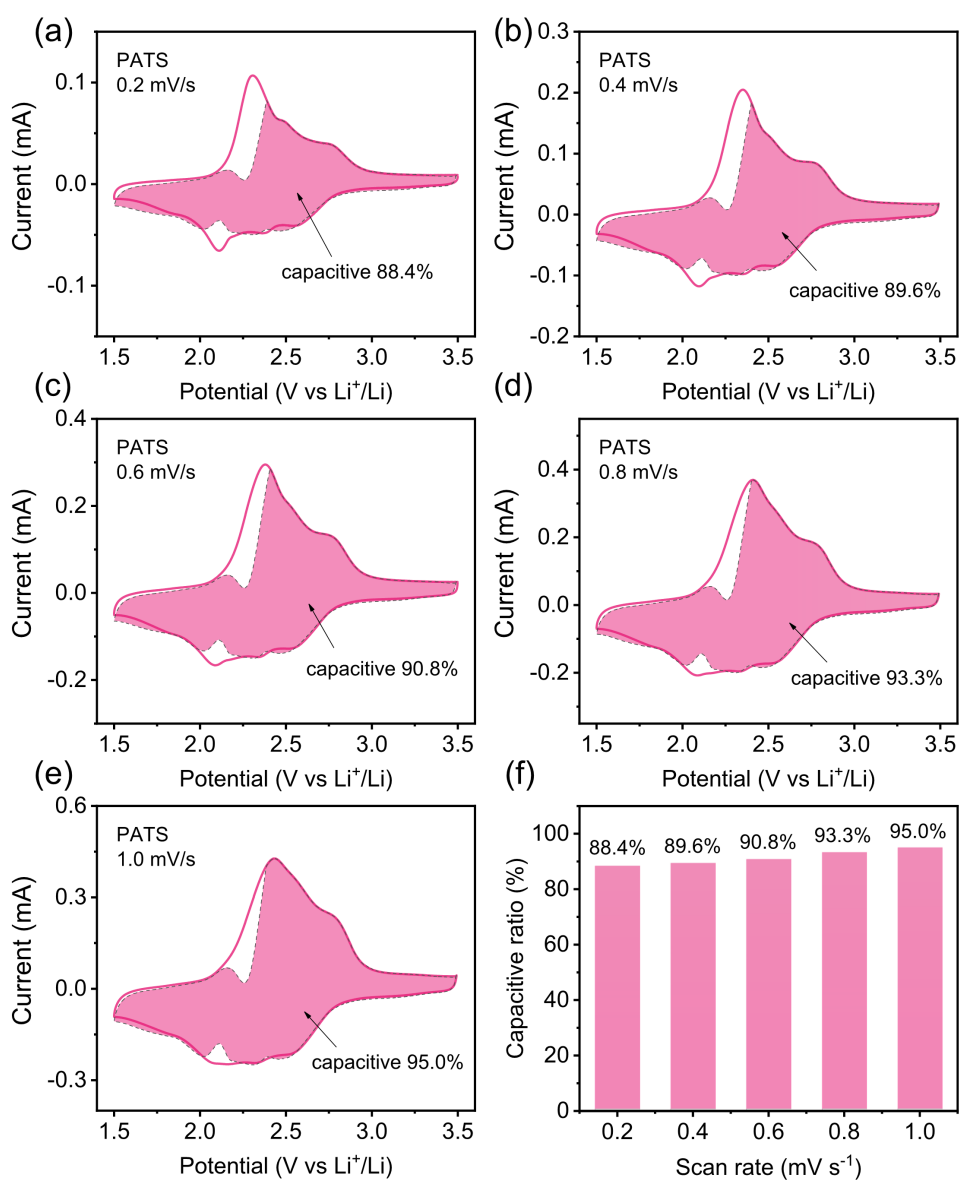 (a)
PATS
0.2 mV/s
0.1
0.0
-0.1
Current (mA)
capacitive 88.4%
1.5 2.0 2.5 3.0 3.5
Potential (V vs Li⁺/Li)
(b)
PATS
0.4 mV/s
0.3
0.2
0.1
0.0
-0.1
-0.2
Current (mA)
capacitive 89.6%
1.5 2.0 2.5 3.0 3.5
Potential (V vs Li⁺/Li)
(c)
PATS
0.6 mV/s
0.4
0.2
0.0
-0.2
Current (mA)
capacitive 90.8%
1.5 2.0 2.5 3.0 3.5
Potential (V vs Li⁺/Li)
(d)
PATS
0.8 mV/s
0.4
0.2
0.0
-0.2
Current (mA)
capacitive 93.3%
1.5 2.0 2.5 3.0 3.5
Potential (V vs Li⁺/Li)
(e)
PATS
1.0 mV/s
0.6
0.3
0.0
-0.3
Current (mA)
capacitive 95.0%
1.5 2.0 2.5 3.0 3.5
Potential (V vs Li⁺/Li)
(f)
88.4% 89.6% 90.8% 93.3% 95.0%
100
80
60
40
20
0
Capacitive ratio (%)
0.2 0.4 0.6 0.8 1.0
Scan rate (mV s⁻¹)